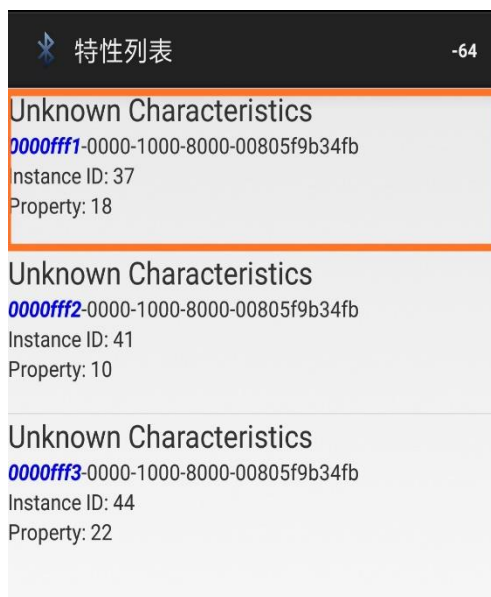 特性列表
-64
Unknown Characteristics
0000fff1-0000-1000-8000-00805f9b34fb
Instance ID: 37
Property: 18
Unknown Characteristics
0000fff2-0000-1000-8000-00805f9b34fb
Instance ID: 41
Property: 10
Unknown Characteristics
0000fff3-0000-1000-8000-00805f9b34fb
Instance ID: 44
Property: 22